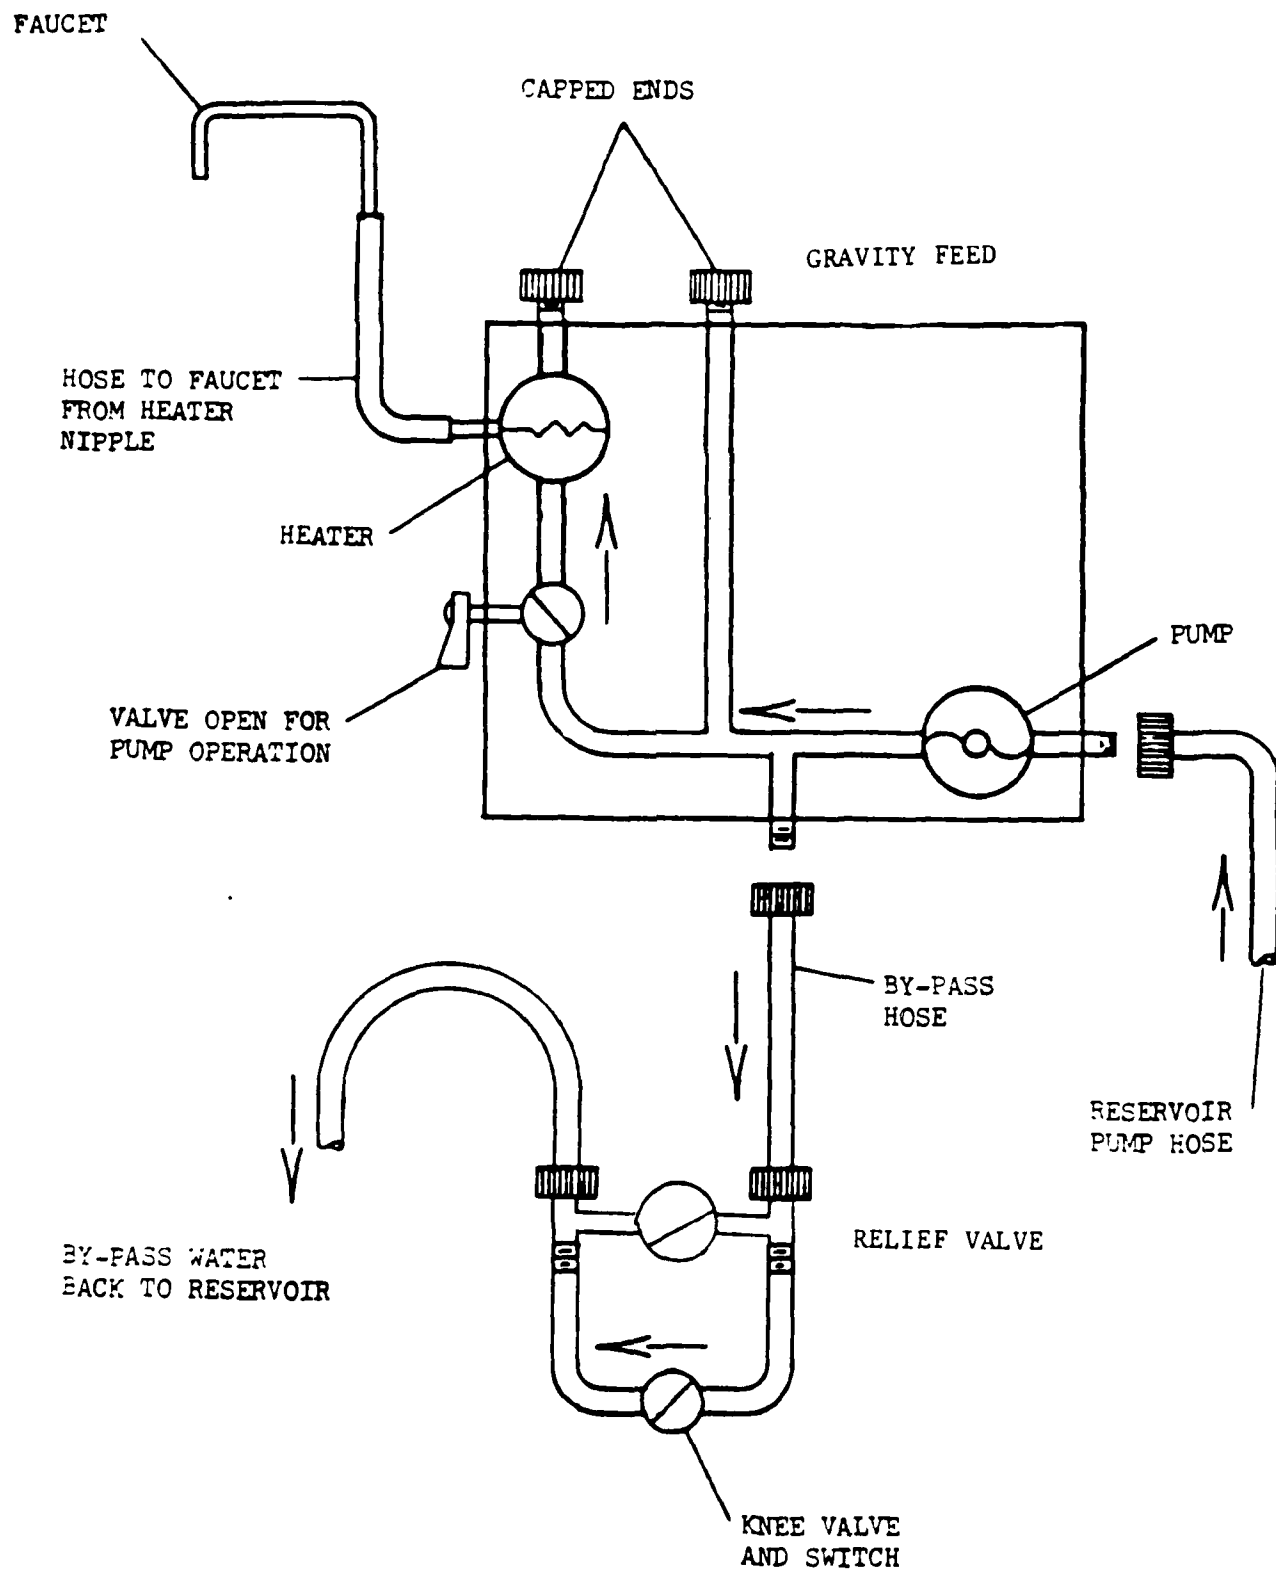 FAUCET
CAPPED ENDS
GRAVITY FEED
HOSE TO FAUCET
FROM HEATER
NIPPLE
HEATER
PUMP
VALVE OPEN FOR
PUMP OPERATION
BY-PASS
HOSE
RESERVOIR
PUMP HOSE
RELIEF VALVE
BY-PASS WATER
BACK TO RESERVOIR
KNEE VALVE
AND SWITCH